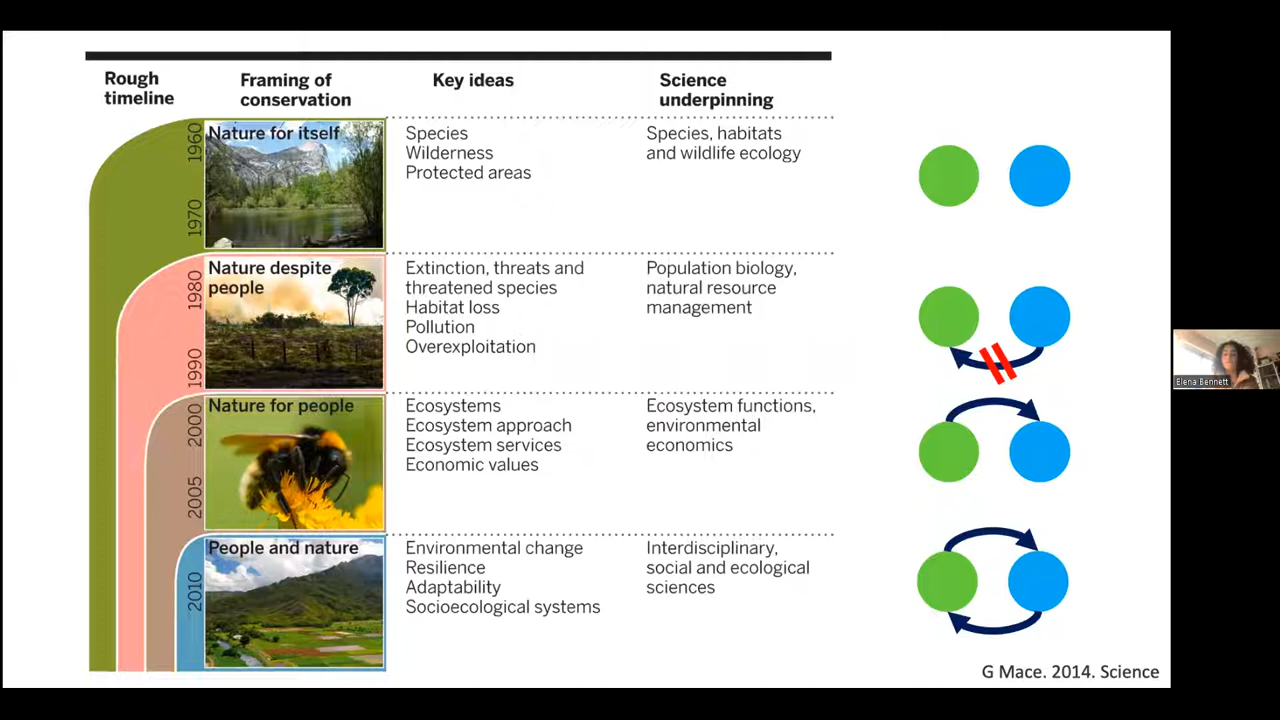 Rough
timeline
Framing of
conservation
Key ideas
Science
underpinning
1960
1970
Nature for itself
Species
Wilderness
Protected areas
Species, habitats
and wildlife ecology
1980
1990
Nature despite
people
Extinction, threats and
threatened species
Habitat loss
Pollution
Overexploitation
Population biology,
natural resource
management
2000
2005
Nature for people
Ecosystems
Ecosystem approach
Ecosystem services
Economic values
Ecosystem functions,
environmental
economics
2010
People and nature
Environmental change
Resilience
Adaptability
Socioecological systems
Interdisciplinary,
social and ecological
sciences
G Mace. 2014. Science
Elena Bennett